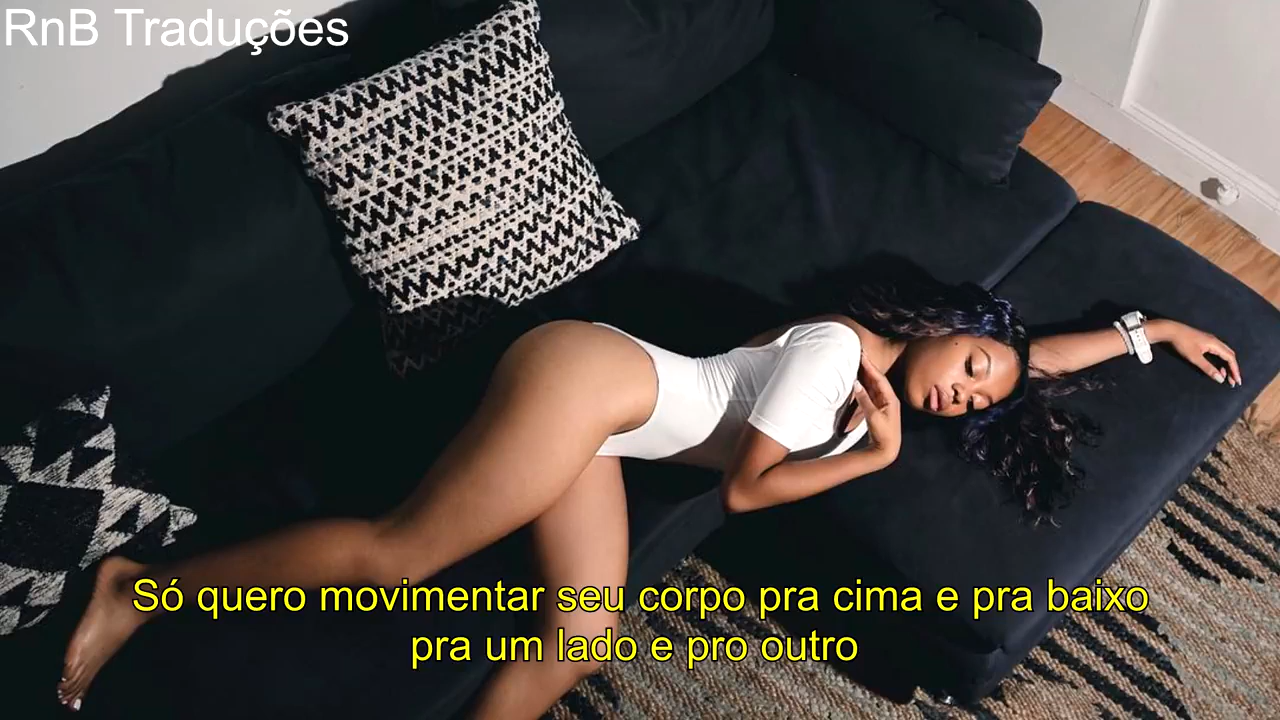 RnB Traduções
Só quero movimentar seu corpo pra cima e pra baixo
pra um lado e pro outro